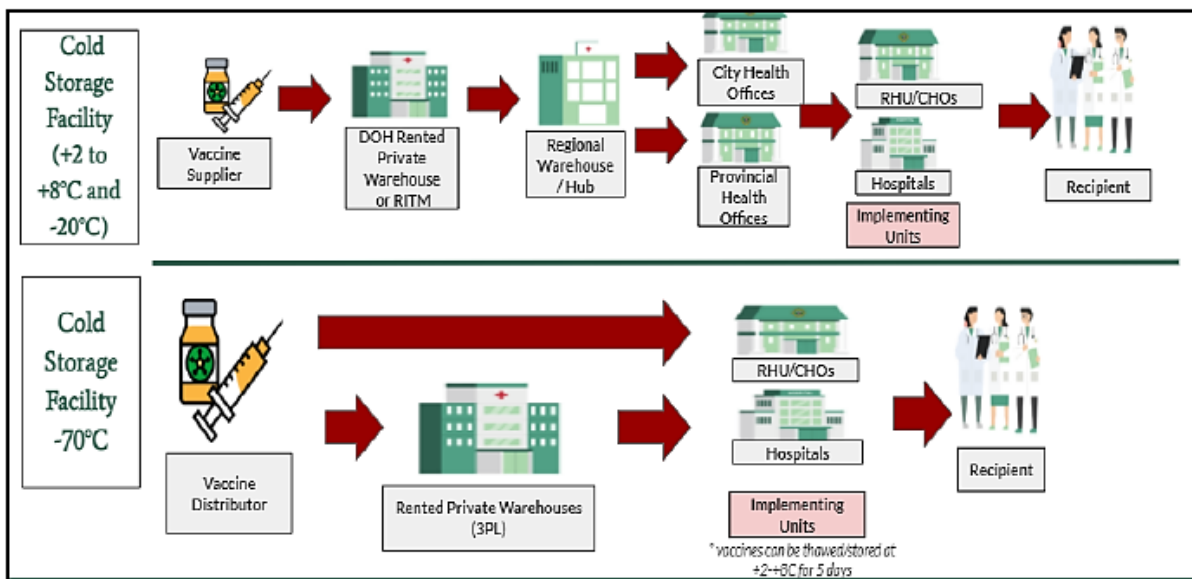 Cold
Storage
Facility
(+2 to
+8°C and
-20°C)
Vaccine
Supplier
DOH Rented
Private
Warehouse
or RITM
Regional
Warehouse
/ Hub
City Health
Offices
Provincial
Health
Offices
RHU/CHOs
Hospitals
Implementing
Units
Recipient
Cold
Storage
Facility
-70°C
Vaccine
Distributor
Rented Private Warehouses
(3PL)
RHU/CHOs
Hospitals
Implementing
Units
* vaccines can be thawed/stored at
+2-+8C for 5 days
Recipient